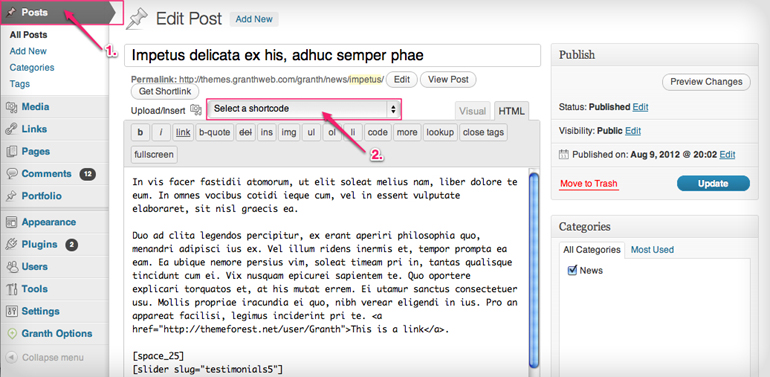 Posts
1.
All Posts
Add New
Categories
Tags
Media
Links
Pages
Comments 12
Portfolio
Appearance
Plugins 2
Users
Tools
Settings
Granth Options
Collapse menu
Edit Post Add New
Impetus delicata ex his, adhuc semper phae
Permalink: http://themes.granthweb.com/granth/news/impetus/ Edit View Post
Get Shortlink
Upload/Insert Select a shortcode Visual HTML
b i link b-quote del ins img ul ol li code more lookup close tags
2.
fullscreen
In vis facer fastidii atomorum, ut elit soleat melius nam, liber dolore te
eum. In omnes vocibus cotidi ieque cum, vel in essent vulputate
elaboraret, sit nisl graecis ea.
Duo ad clita legendos percipitur, ex erant aperiri philosophia quo,
menandri adipisci ius ex. Vel illum ridens inermis et, tempor prompta ea
eam. Ea ubique nemore persius vim, soleat timeam pri in, tantas qualisque
tincidunt cum ei. Vix nusquam epicurei sapientem te. Quo oportere
explicari torquatos et, at his mutat errem. Ei utamur sanctus consectetuer
usu. Mollis propriae iracundia ei quo, nibh verear eligendi in ius. Pro an
appareat facilisi, legimus inciderint pri te. <a
href="http://themeforest.net/user/Granth">This is a link</a>.
[space_25]
[slider slug="testimonials5"]
Publish
Preview Changes
Status: Published Edit
Visibility: Public Edit
Published on: Aug 9, 2012 @ 20:02 Edit
Move to Trash Update
Categories
All Categories Most Used
News